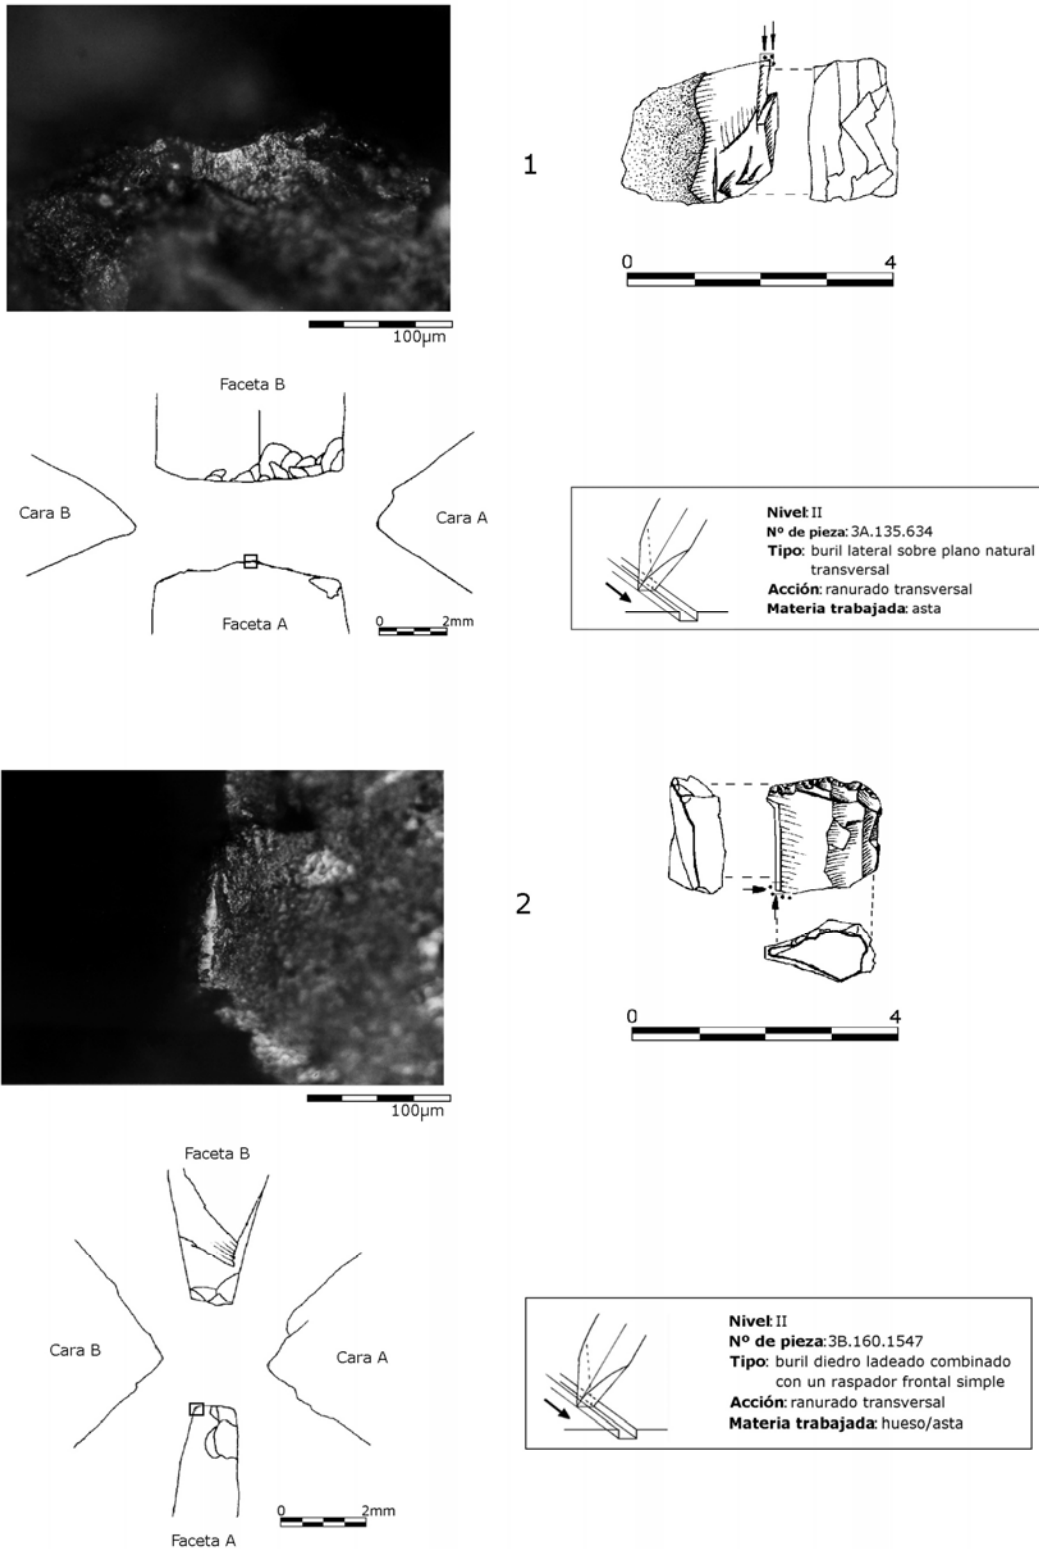 1
0 4
100µm
Faceta B
Cara B
Cara A
Faceta A
0 2mm
Nivel: II
Nº de pieza: 3A.135.634
Tipo: buril lateral sobre plano natural
transversal
Acción: ranurado transversal
Materia trabajada: asta
2
0 4
100µm
Faceta B
Cara B
Cara A
Faceta A
0 2mm
Nivel: II
Nº de pieza: 3B.160.1547
Tipo: buril diedro ladeado combinado
con un raspador frontal simple
Acción: ranurado transversal
Materia trabajada: hueso/asta